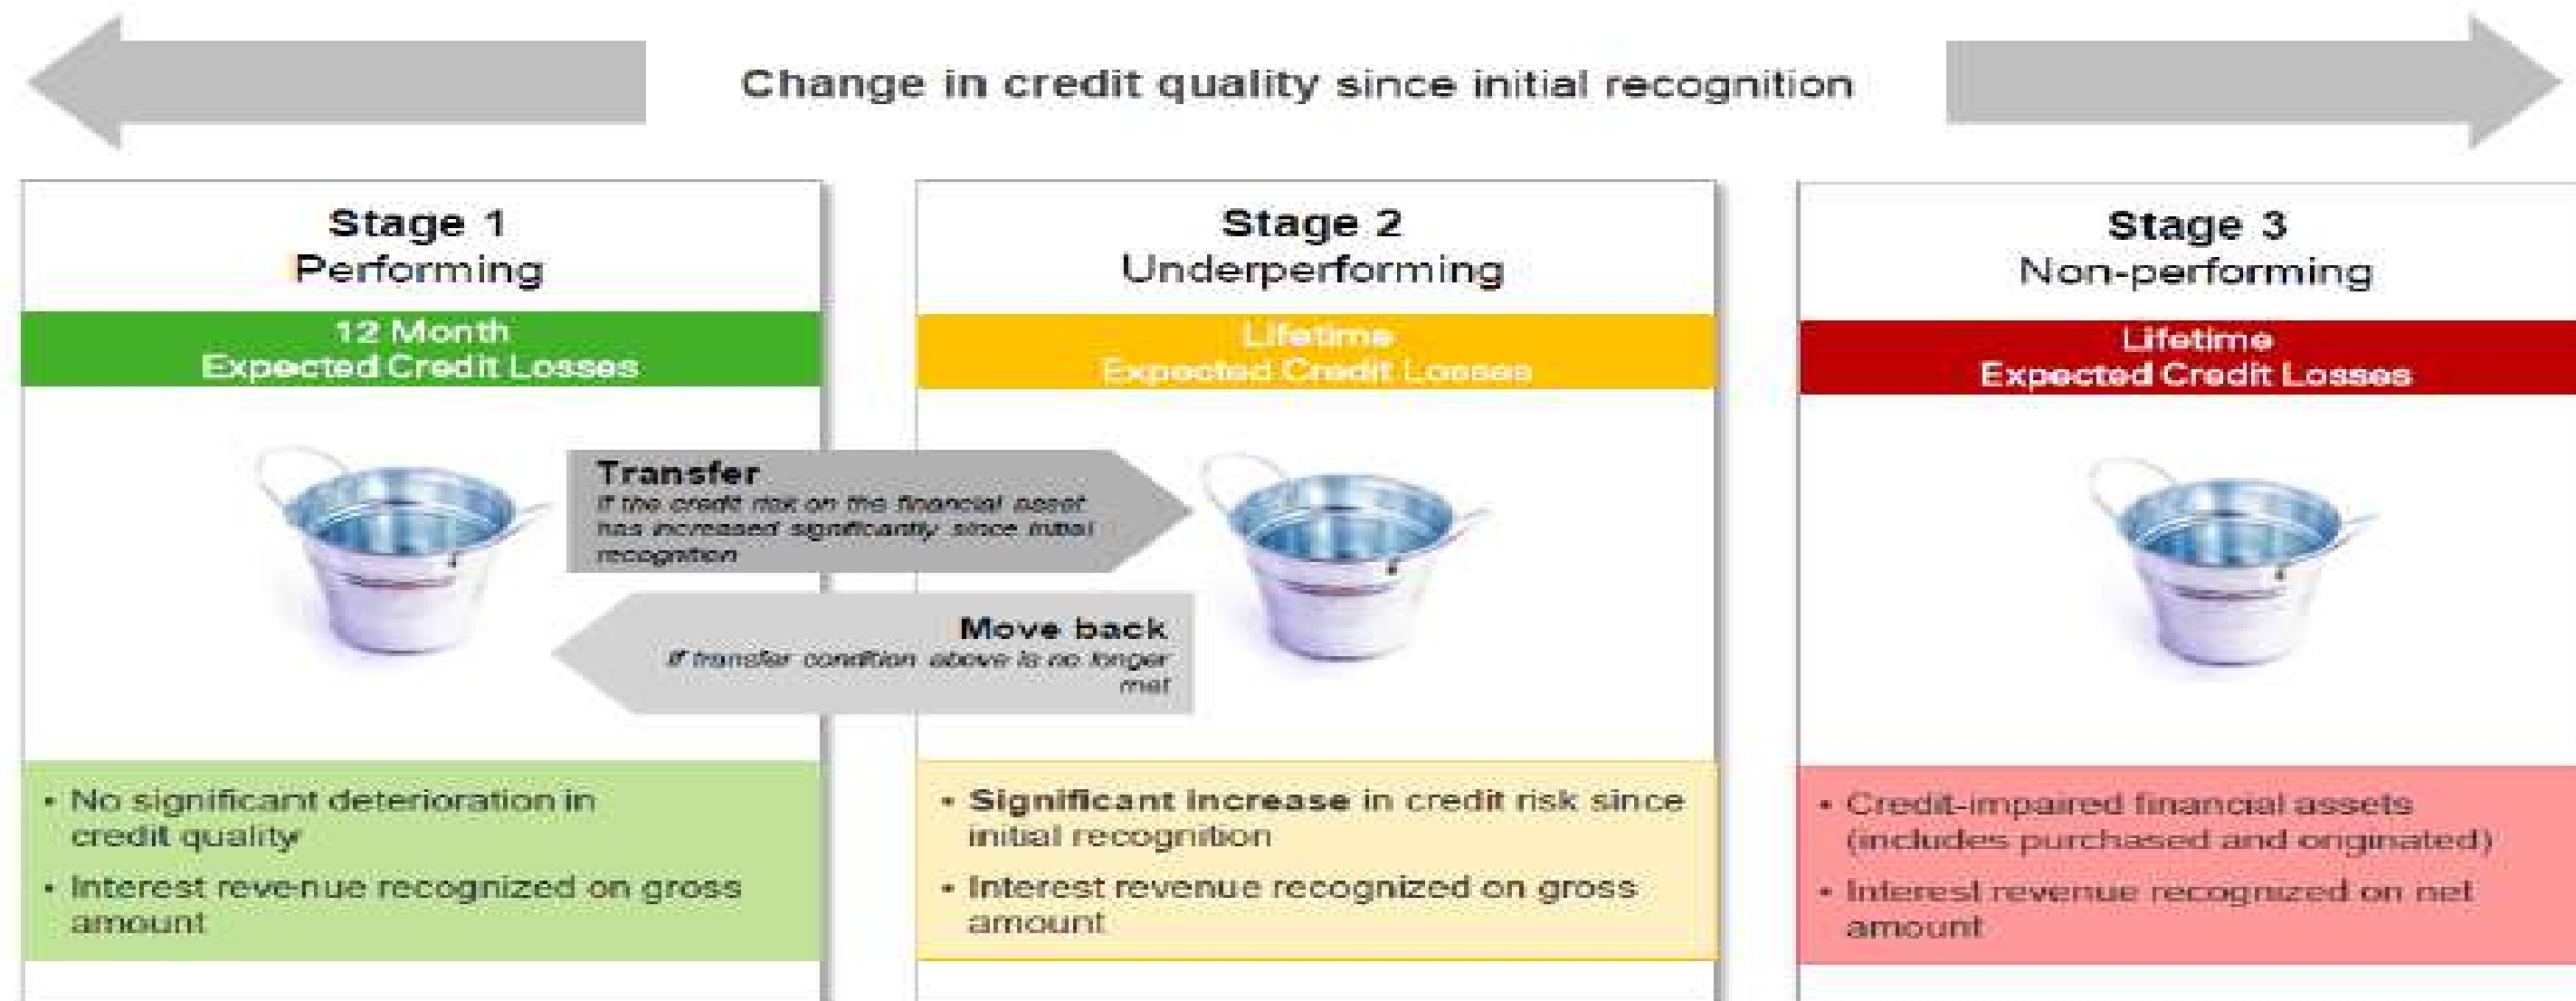 Change in credit quality since initial recognition
Stage 1
Performing
12 Month
Expected Credit Losses
Stage 2
Underperforming
Lifetime
Expected Credit Losses
Stage 3
Non-performing
Lifetime
Expected Credit Losses
Transfer
If the credit risk on the financial asset
has increased significantly since initial
recognition
Move back
If transfer condition above is no longer
met
• No significant deterioration in
credit quality
• Interest revenue recognized on gross
amount
• Significant increase in credit risk since
initial recognition
• Interest revenue recognized on gross
amount
• Credit-impaired financial assets
(includes purchased and originated)
• Interest revenue recognized on net
amount